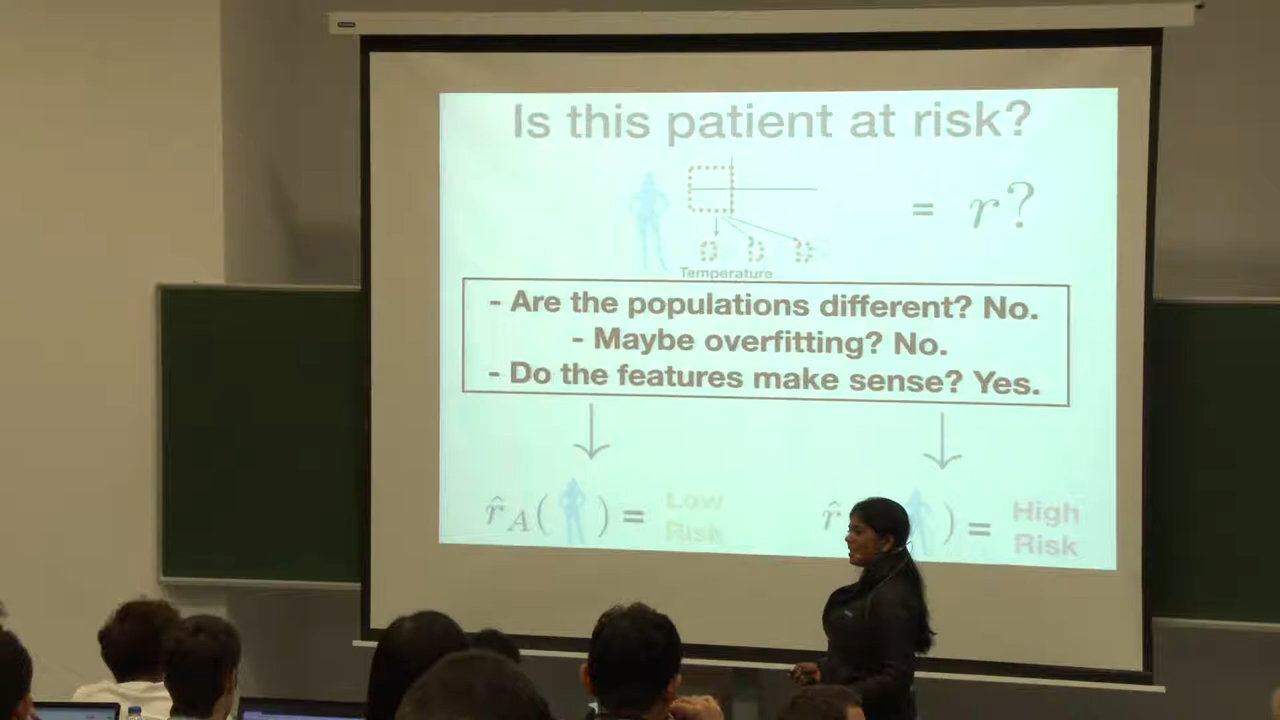 Is this patient at risk?
= r?
Temperature
- Are the populations different? No.
- Maybe overfitting? No.
- Do the features make sense? Yes.
r̂A( ) = Low Risk
r̂ ) = High Risk